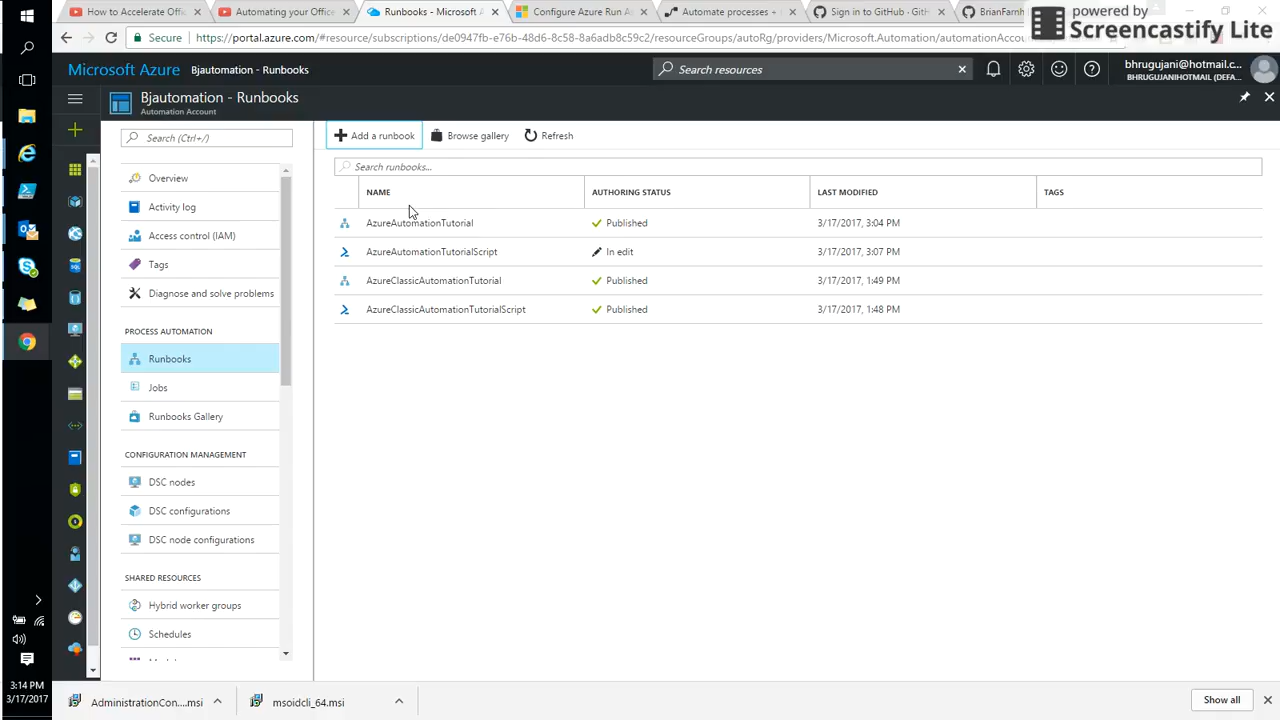 How to Accelerate Offi
Automating your Office
Runbooks - Microsoft A
Configure Azure Run A
Automate processes +
Sign in to GitHub · GitH
BrianFarnh
powered by
Screencastify Lite
Secure
https://portal.azure.com/#resource/subscriptions/de0947fb-e76b-48d6-8c58-8a6adb8c59c2/resourceGroups/autoRg/providers/Microsoft.Automation/automationAccou
Microsoft Azure
Bjautomation - Runbooks
Search resources
bhrugujani@hotmail.c...
BHRUGUJANIHOTMAIL (DEFA...
Bjautomation - Runbooks
Automation Account
Search (Ctrl+/)
Add a runbook
Browse gallery
Refresh
Search runbooks...
NAME
AUTHORING STATUS
LAST MODIFIED
TAGS
AzureAutomationTutorial
Published
3/17/2017, 3:04 PM
AzureAutomationTutorialScript
In edit
3/17/2017, 3:07 PM
AzureClassicAutomationTutorial
Published
3/17/2017, 1:49 PM
AzureClassicAutomationTutorialScript
Published
3/17/2017, 1:48 PM
Overview
Activity log
Access control (IAM)
Tags
Diagnose and solve problems
PROCESS AUTOMATION
Runbooks
Jobs
Runbooks Gallery
CONFIGURATION MANAGEMENT
DSC nodes
DSC configurations
DSC node configurations
SHARED RESOURCES
Hybrid worker groups
Schedules
3:14 PM
3/17/2017
AdministrationCon....msi
msoidcli_64.msi
Show all